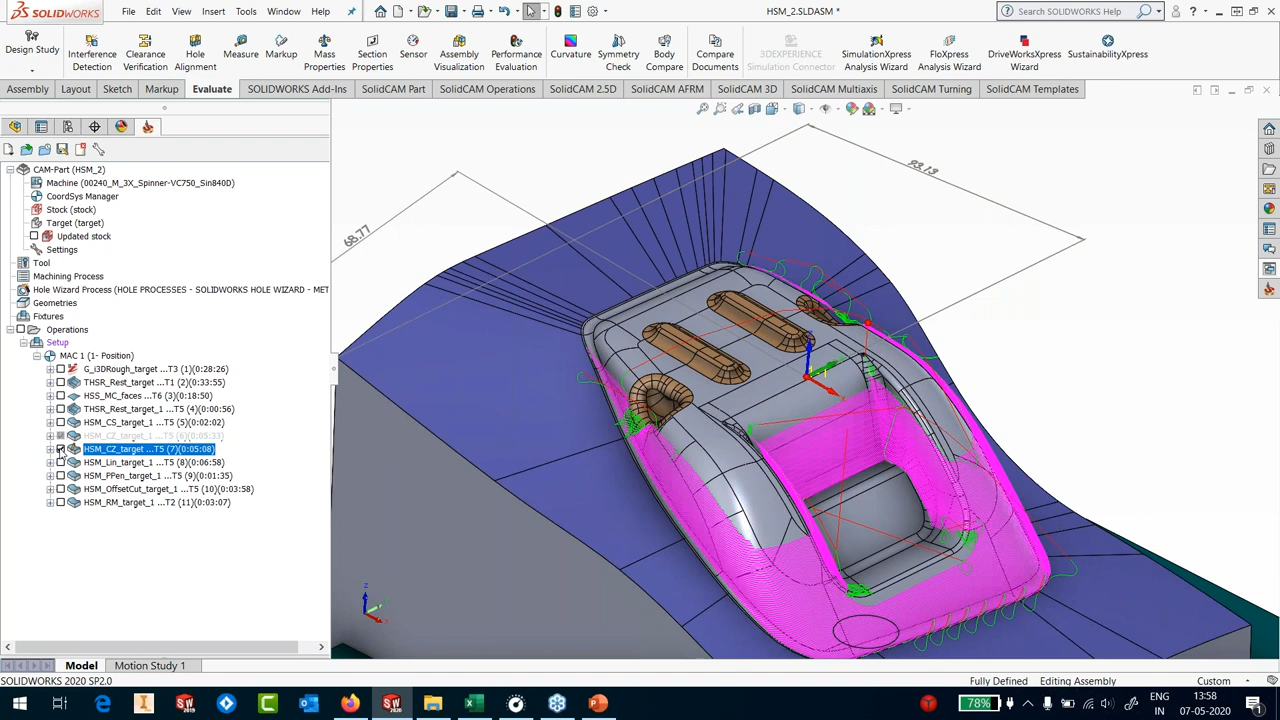 SOLIDWORKS
File Edit View Insert Tools Window Help
HSM_2.SLDASM *
Search SOLIDWORKS Help
Design Study
Interference Detection
Clearance Verification
Hole Alignment
Measure
Markup
Mass Properties
Section Properties
Sensor
Assembly Visualization
Performance Evaluation
Curvature
Symmetry Check
Body Compare
Compare Documents
3DEXPERIENCE Simulation Connector
SimulationXpress Analysis Wizard
FloXpress Analysis Wizard
DriveWorksXpress Wizard
SustainabilityXpress
Assembly Layout Sketch Markup Evaluate SOLIDWORKS Add-Ins SolidCAM Part SolidCAM Operations SolidCAM 2.5D SolidCAM AFRM SolidCAM 3D SolidCAM Multiaxis SolidCAM Turning SolidCAM Templates
CAM-Part (HSM_2)
Machine (00240_M_3X_Spinner-VC750_Sin840D)
CoordSys Manager
Stock (stock)
Target (target)
Updated stock
Settings
Tool
Machining Process
Hole Wizard Process (HOLE PROCESSES - SOLIDWORKS HOLE WIZARD - MET
Geometries
Fixtures
Operations
Setup
MAC 1 (1- Position)
G_i3DRough_target ...T3 (1)(0:28:26)
THSR_Rest_target ...T1 (2)(0:33:55)
HSS_MC_faces ...T6 (3)(0:18:50)
THSR_Rest_target_1 ...T5 (4)(0:00:56)
HSM_CS_target_1 ...T5 (5)(0:02:02)
HSM_CZ_target_1 ...T5 (6)(0:05:33)
HSM_CZ_target ...T5 (7)(0:05:08)
HSM_Lin_target_1 ...T5 (8)(0:06:58)
HSM_PPen_target_1 ...T5 (9)(0:01:35)
HSM_OffsetCut_target_1 ...T5 (10)(0:03:58)
HSM_RM_target_1 ...T2 (11)(0:03:07)
68.77
83.13
Model Motion Study 1
SOLIDWORKS 2020 SP2.0
Fully Defined Editing Assembly Custom
78%
ENG
IN
13:58
07-05-2020